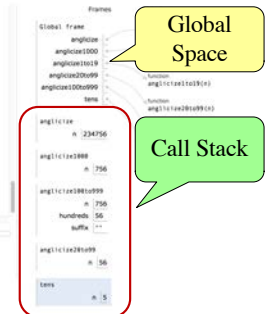 Frames
Global frame
anglicize
anglicize1000
anglicize1to19
anglicize20to99
anglicize100to999
tens
function
anglicize1to19(n)
function
anglicize20to99(n)
Global
Space
anglicize
n 234756
anglicize1000
n 756
anglicize100to999
n 756
hundreds 56
suffix ""
anglicize20to99
n 56
tens
n 5
Call Stack